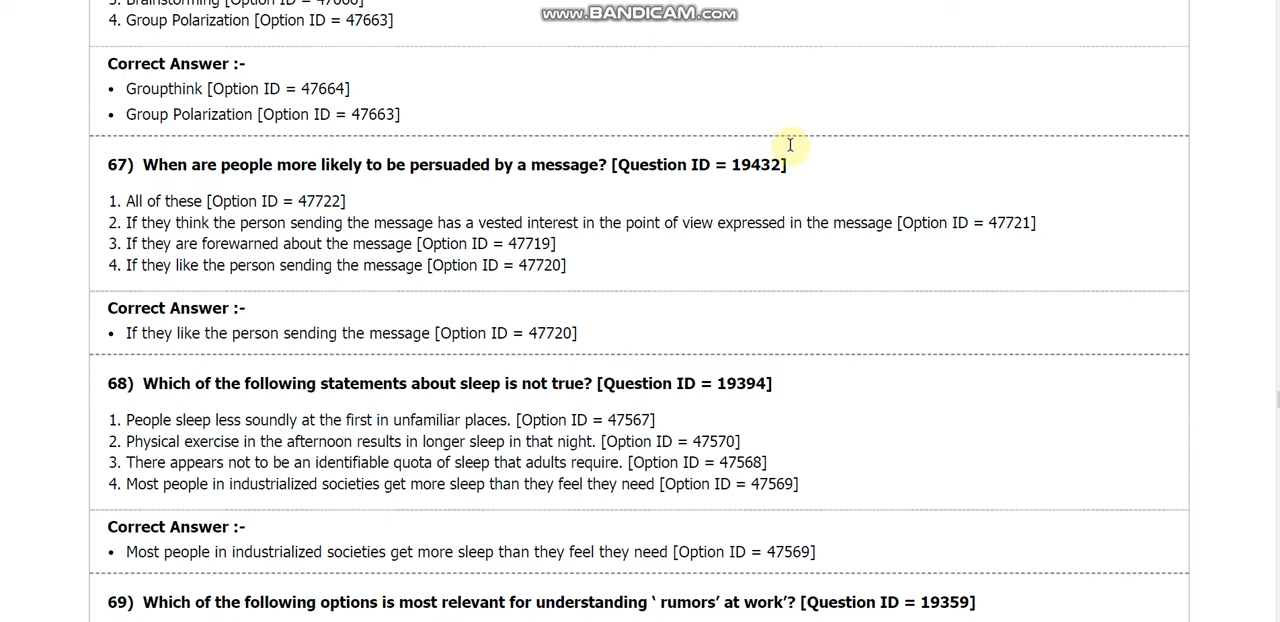 3. Brainstorming [Option ID = 47666]
www.BANDICAM.com
4. Group Polarization [Option ID = 47663]
Correct Answer :-
• Groupthink [Option ID = 47664]
• Group Polarization [Option ID = 47663]
67) When are people more likely to be persuaded by a message? [Question ID = 19432]
1. All of these [Option ID = 47722]
2. If they think the person sending the message has a vested interest in the point of view expressed in the message [Option ID = 47721]
3. If they are forewarned about the message [Option ID = 47719]
4. If they like the person sending the message [Option ID = 47720]
Correct Answer :-
• If they like the person sending the message [Option ID = 47720]
68) Which of the following statements about sleep is not true? [Question ID = 19394]
1. People sleep less soundly at the first in unfamiliar places. [Option ID = 47567]
2. Physical exercise in the afternoon results in longer sleep in that night. [Option ID = 47570]
3. There appears not to be an identifiable quota of sleep that adults require. [Option ID = 47568]
4. Most people in industrialized societies get more sleep than they feel they need [Option ID = 47569]
Correct Answer :-
• Most people in industrialized societies get more sleep than they feel they need [Option ID = 47569]
69) Which of the following options is most relevant for understanding ‘ rumors’ at work’? [Question ID = 19359]